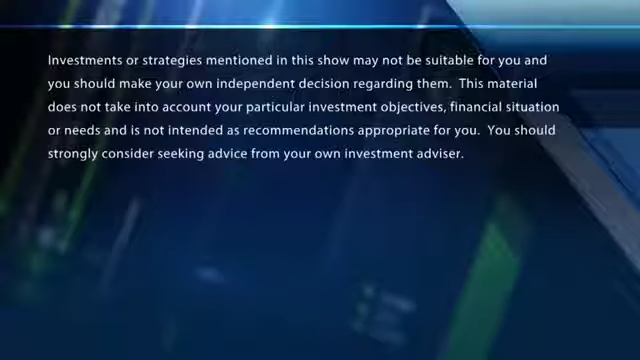 Investments or strategies mentioned in this show may not be suitable for you and
you should make your own independent decision regarding them.  This material
does not take into account your particular investment objectives, financial situation
or needs and is not intended as recommendations appropriate for you.  You should
strongly consider seeking advice from your own investment adviser.